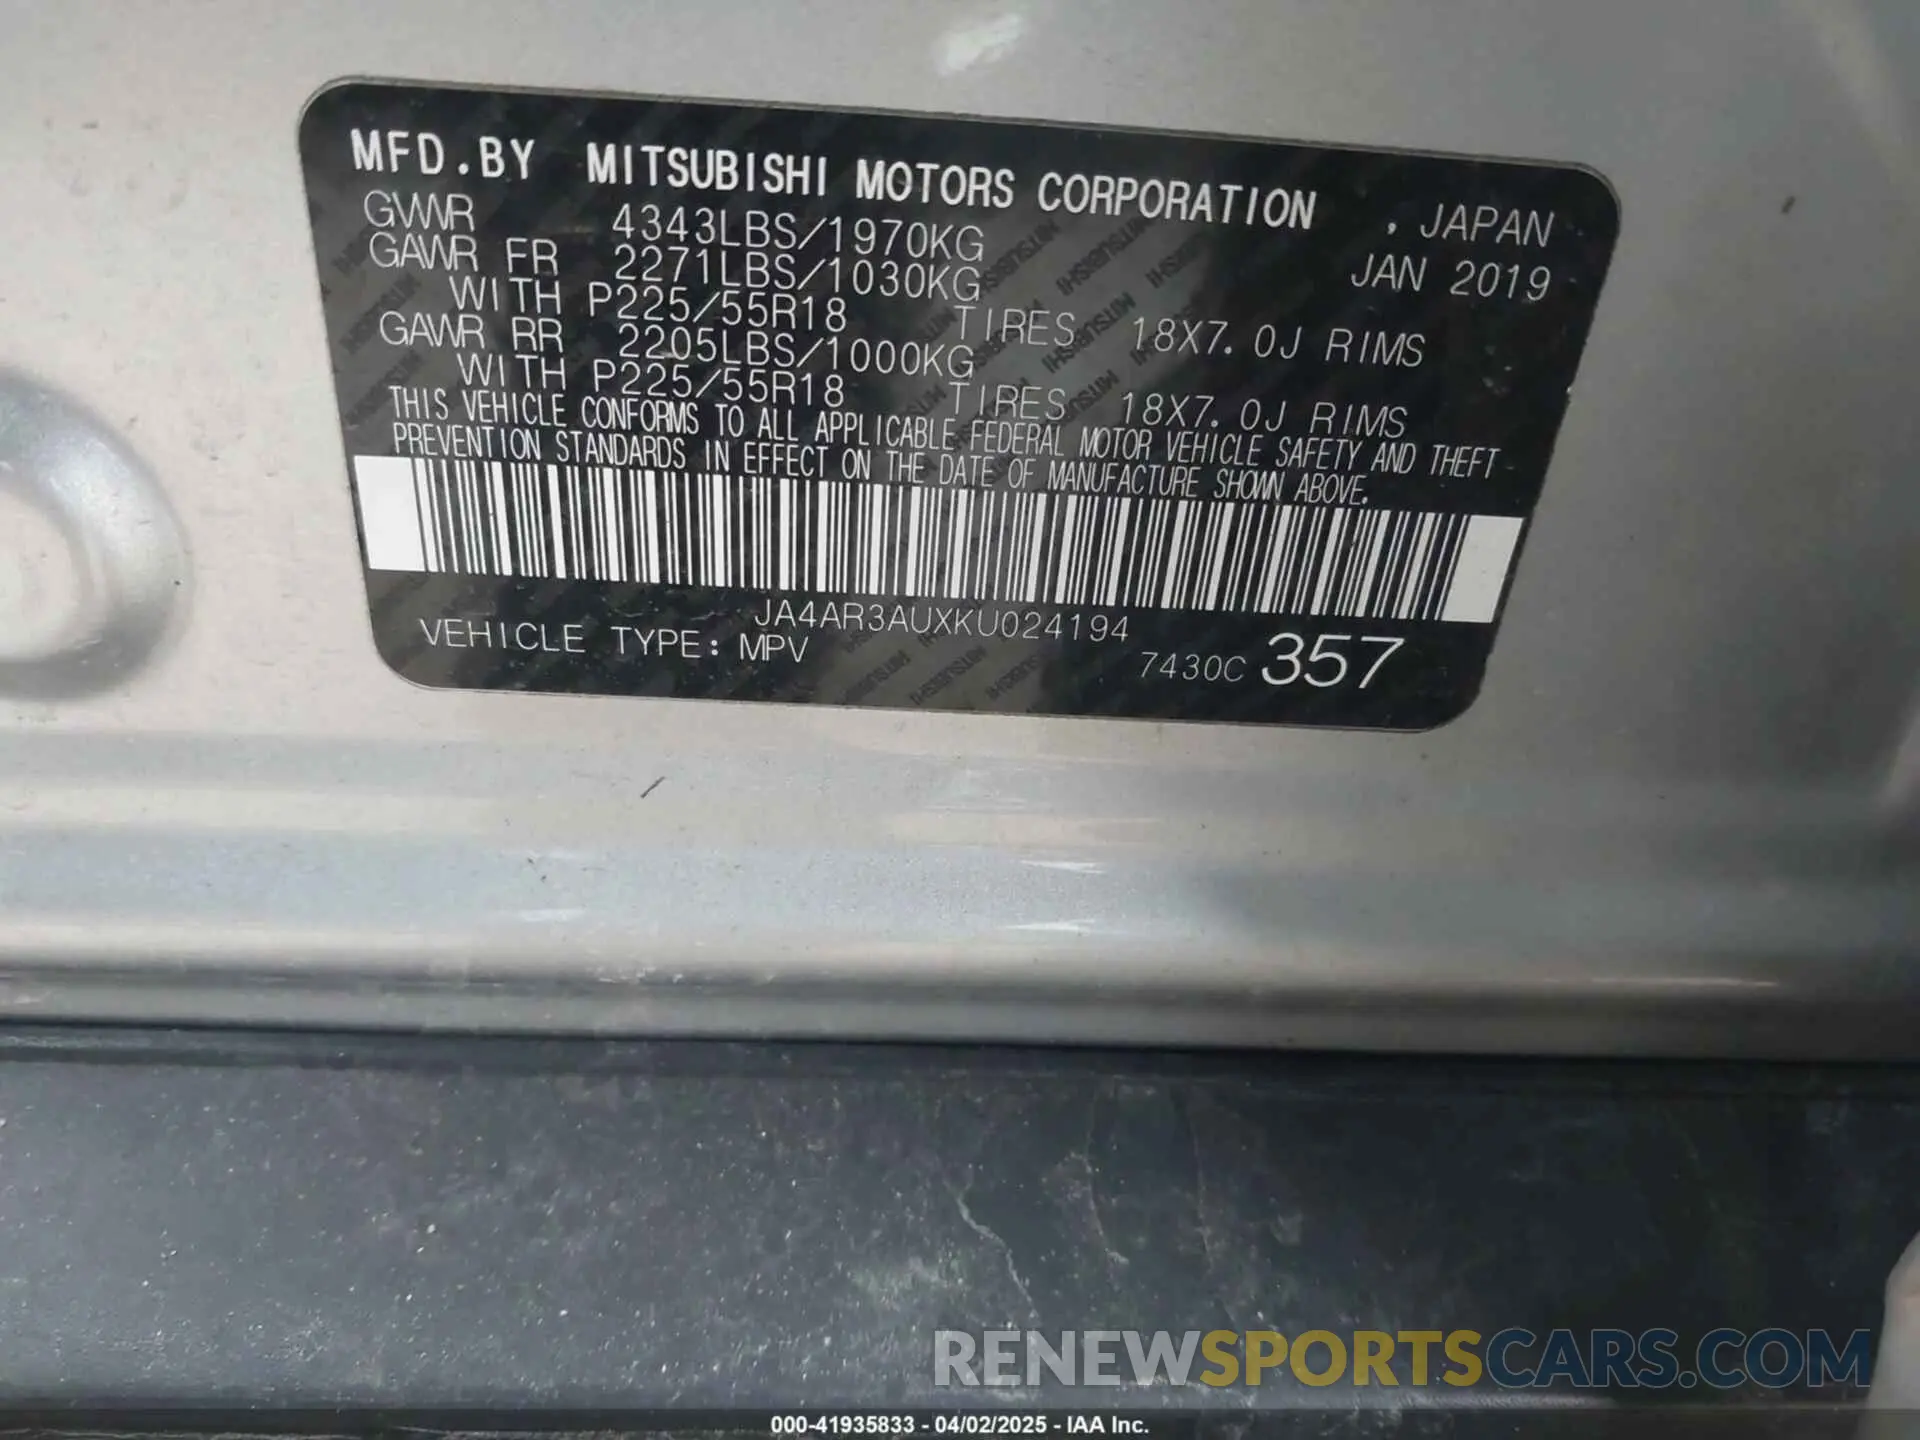 MFD.BY MITSUBISHI MOTORS CORPORATION , JAPAN
GVWR 4343LBS/1970KG JAN 2019
GAWR FR 2271LBS/1030KG
WITH P225/55R18 TIRES 18X7.0J RIMS
GAWR RR 2205LBS/1000KG
WITH P225/55R18 TIRES 18X7.0J RIMS
THIS VEHICLE CONFORMS TO ALL APPLICABLE FEDERAL MOTOR VEHICLE SAFETY AND THEFT
PREVENTION STANDARDS IN EFFECT ON THE DATE OF MANUFACTURE SHOWN ABOVE.
JA4AR3AUXKU024194
VEHICLE TYPE: MPV
7430C 357
RENEWSPORTSCARS.COM
000-41935833 - 04/02/2025 - IAA Inc.